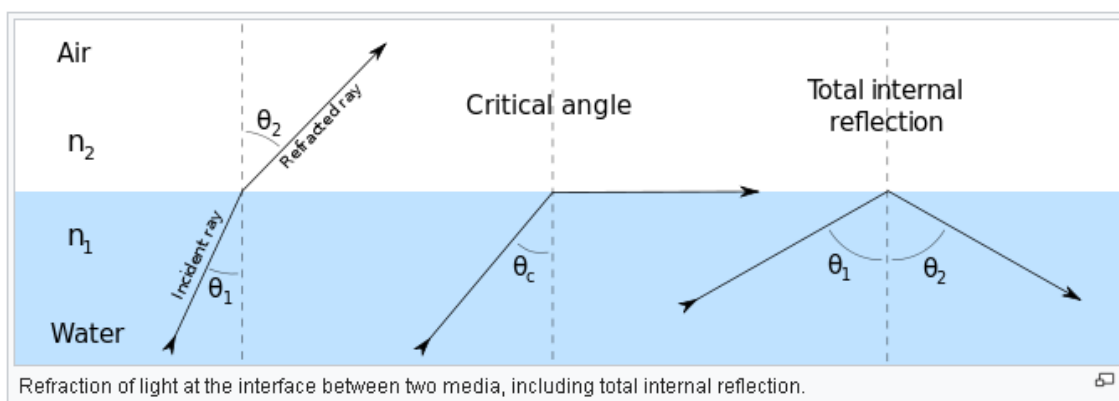 Air
n2
n1
Water
θ2
Refracted ray
Incident ray
θ1
Critical angle
θc
Total internal
reflection
θ1
θ2
Refraction of light at the interface between two media, including total internal reflection.